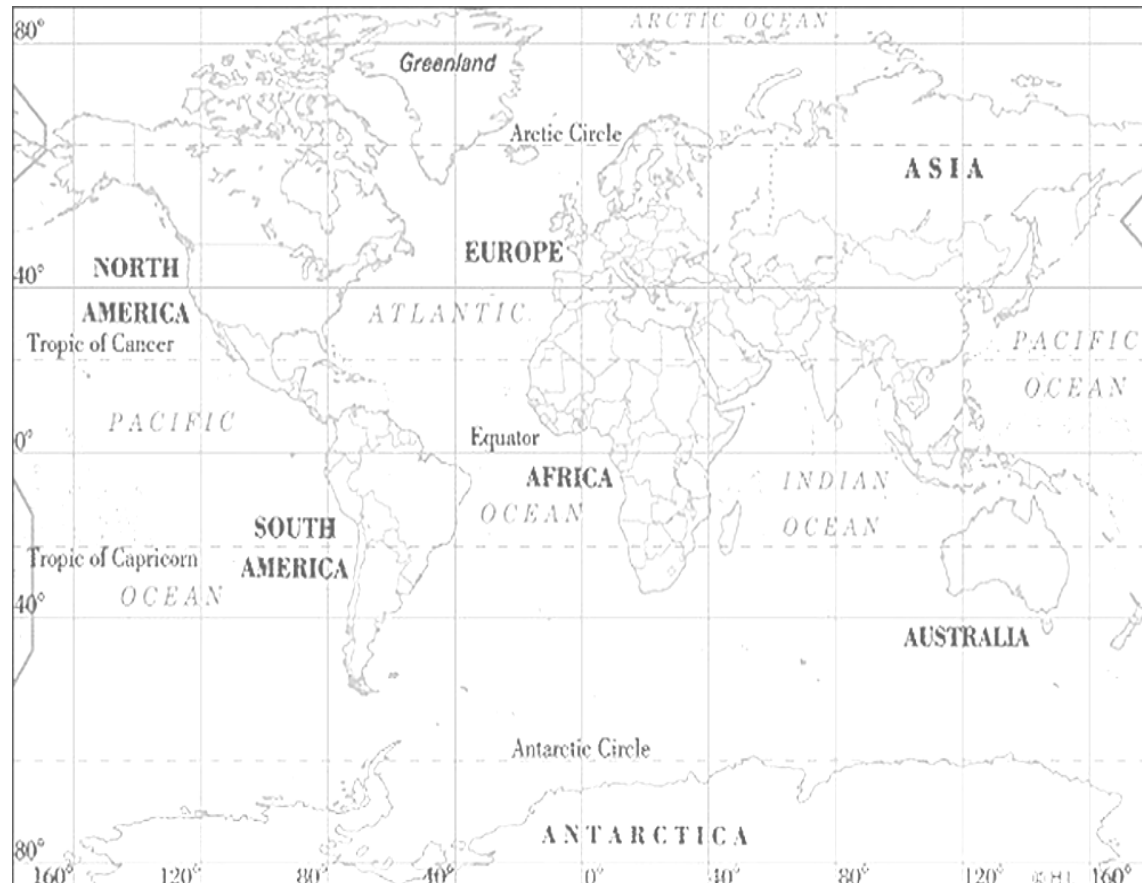 ARCTIC OCEAN
80°
Greenland
Arctic Circle
ASIA
EUROPE
NORTH
AMERICA
40°
ATLANTIC
Tropic of Cancer
PACIFIC
OCEAN
PACIFIC
0°
Equator
AFRICA
INDIAN
OCEAN
OCEAN
SOUTH
AMERICA
Tropic of Capricorn
OCEAN
40°
AUSTRALIA
Antarctic Circle
ANTARCTICA
80°
160° 120° 80° 40° 0° 40° 80° 120° 160°